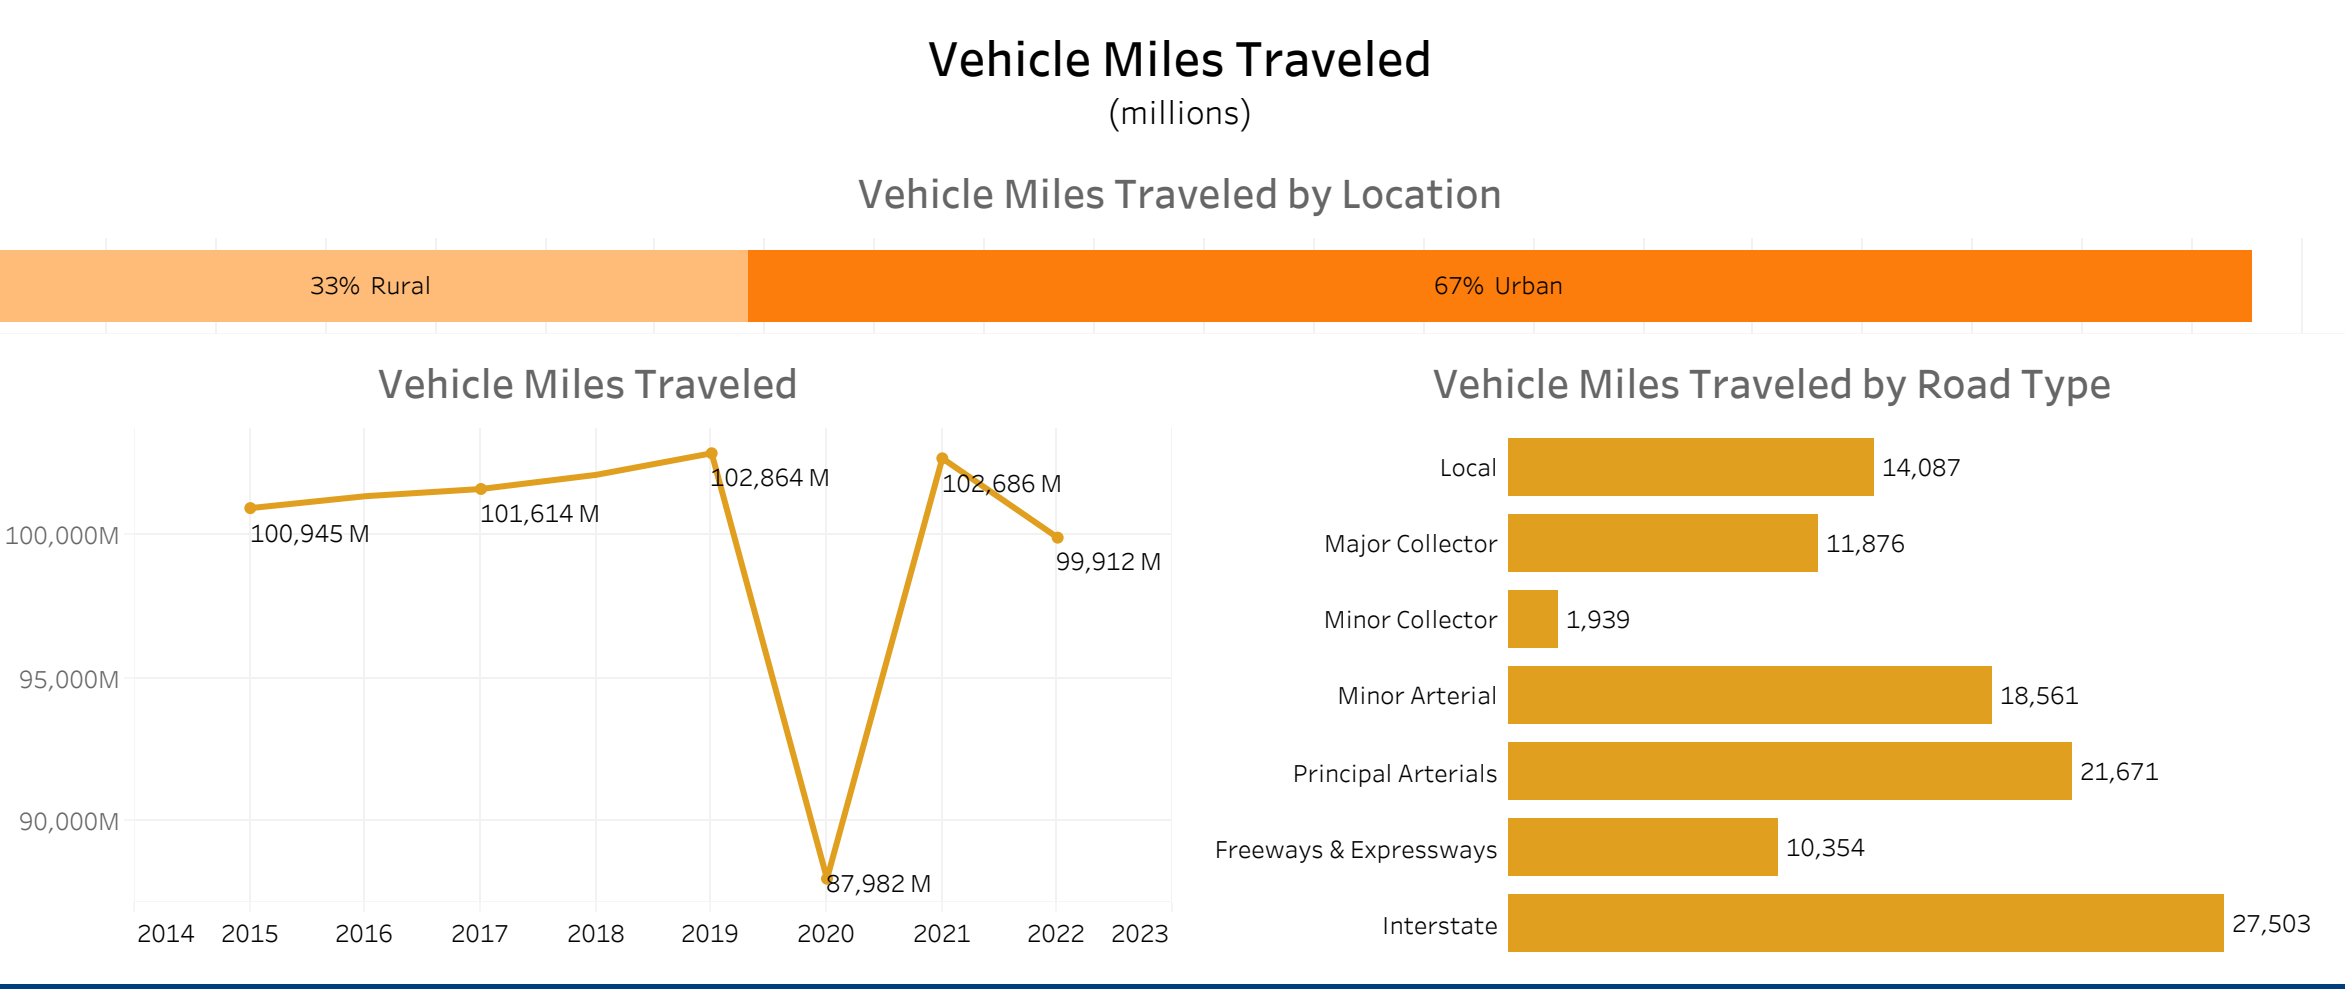 Vehicle Miles Traveled
(millions)
Vehicle Miles Traveled by Location
33% Rural
67% Urban
Vehicle Miles Traveled
100,000M
95,000M
90,000M
100,945 M
101,614 M
102,864 M
87,982 M
102,686 M
99,912 M
2014 2015 2016 2017 2018 2019 2020 2021 2022 2023
Vehicle Miles Traveled by Road Type
Local 14,087
Major Collector 11,876
Minor Collector 1,939
Minor Arterial 18,561
Principal Arterials 21,671
Freeways & Expressways 10,354
Interstate 27,503